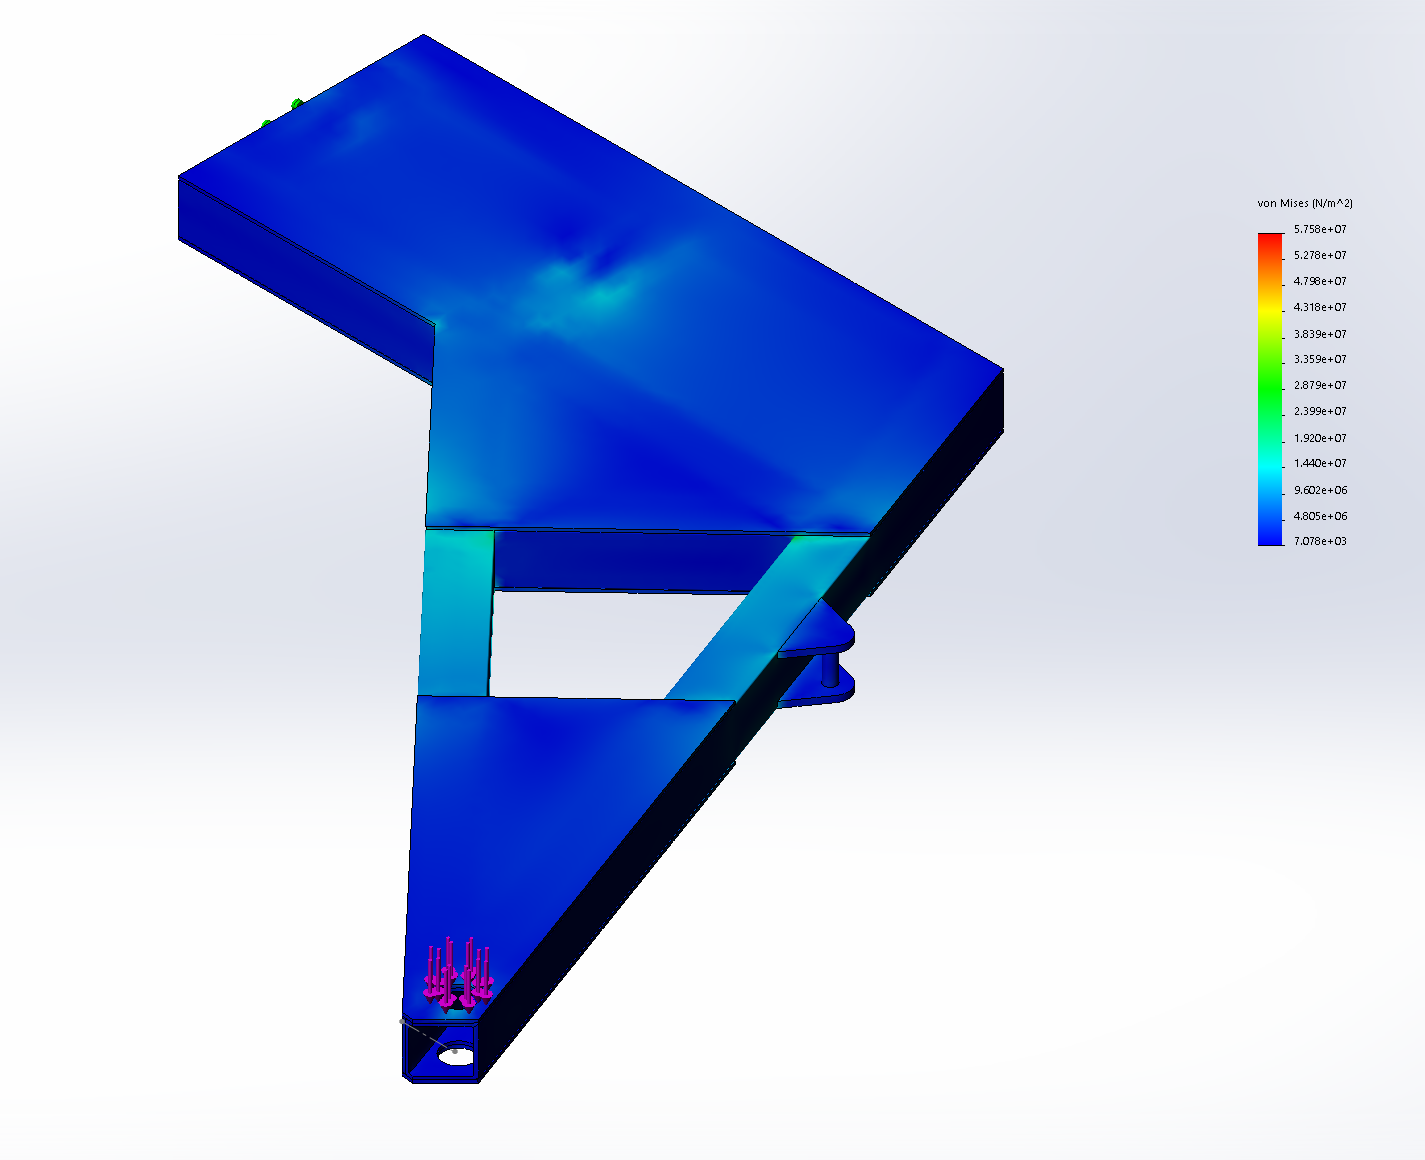 von Mises (N/m^2)
5.758e+07
5.278e+07
4.798e+07
4.318e+07
3.839e+07
3.359e+07
2.879e+07
2.399e+07
1.920e+07
1.440e+07
9.602e+06
4.805e+06
7.078e+03